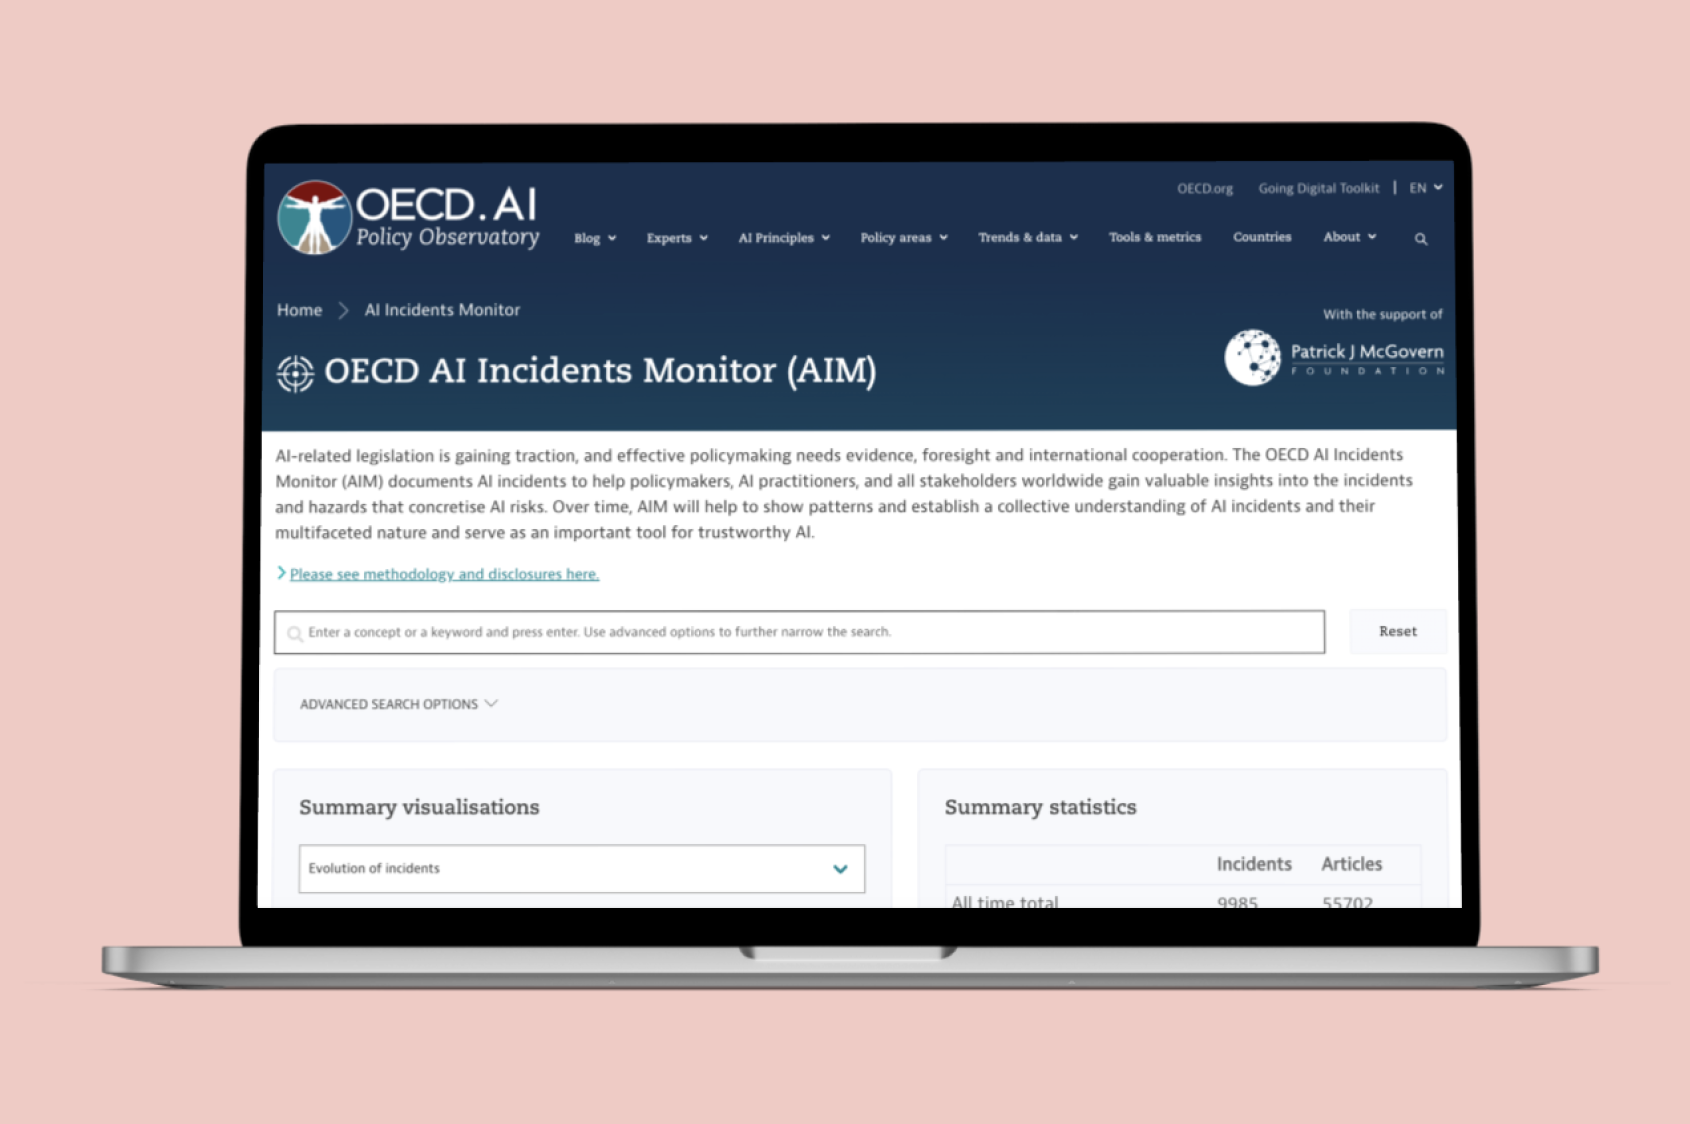 OECD.AI
Policy Observatory
OECD.org Going Digital Toolkit | EN
Blog Experts AI Principles Policy areas Trends & data Tools & metrics Countries About
Home > AI Incidents Monitor
With the support of
Patrick J McGovern
FOUNDATION
OECD AI Incidents Monitor (AIM)
AI-related legislation is gaining traction, and effective policymaking needs evidence, foresight and international cooperation. The OECD AI Incidents
Monitor (AIM) documents AI incidents to help policymakers, AI practitioners, and all stakeholders worldwide gain valuable insights into the incidents
and hazards that concretise AI risks. Over time, AIM will help to show patterns and establish a collective understanding of AI incidents and their
multifaceted nature and serve as an important tool for trustworthy AI.
Please see methodology and disclosures here.
Enter a concept or a keyword and press enter. Use advanced options to further narrow the search.
Reset
ADVANCED SEARCH OPTIONS
Summary visualisations
Evolution of incidents
Summary statistics
Incidents Articles
All time total 9985 55702